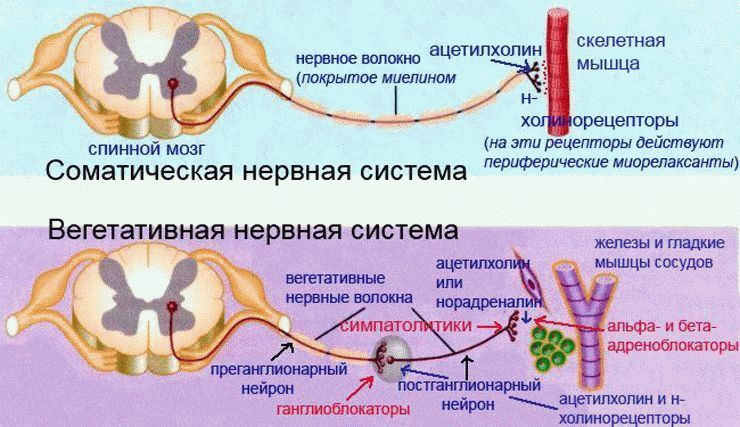 нервное волокно
(покрытое миелином
ацетилхолин
скелетная
мышца
н-
холинорецепторы
(на эти рецепторы действуют
периферические миорелаксанты)
спинной мозг
Соматическая нервная система
Вегетативная нервная система
вегетативные
нервные волокна
ацетилхолин
или
норадреналин
железы и гладкие
мышцы сосудов
симпатолитики
альфа- и бета-
адреноблокаторы
преганглионарный
нейрон
ганглиоблокаторы
постганглионарный
нейрон
ацетилхолин и н-
холинорецепторы